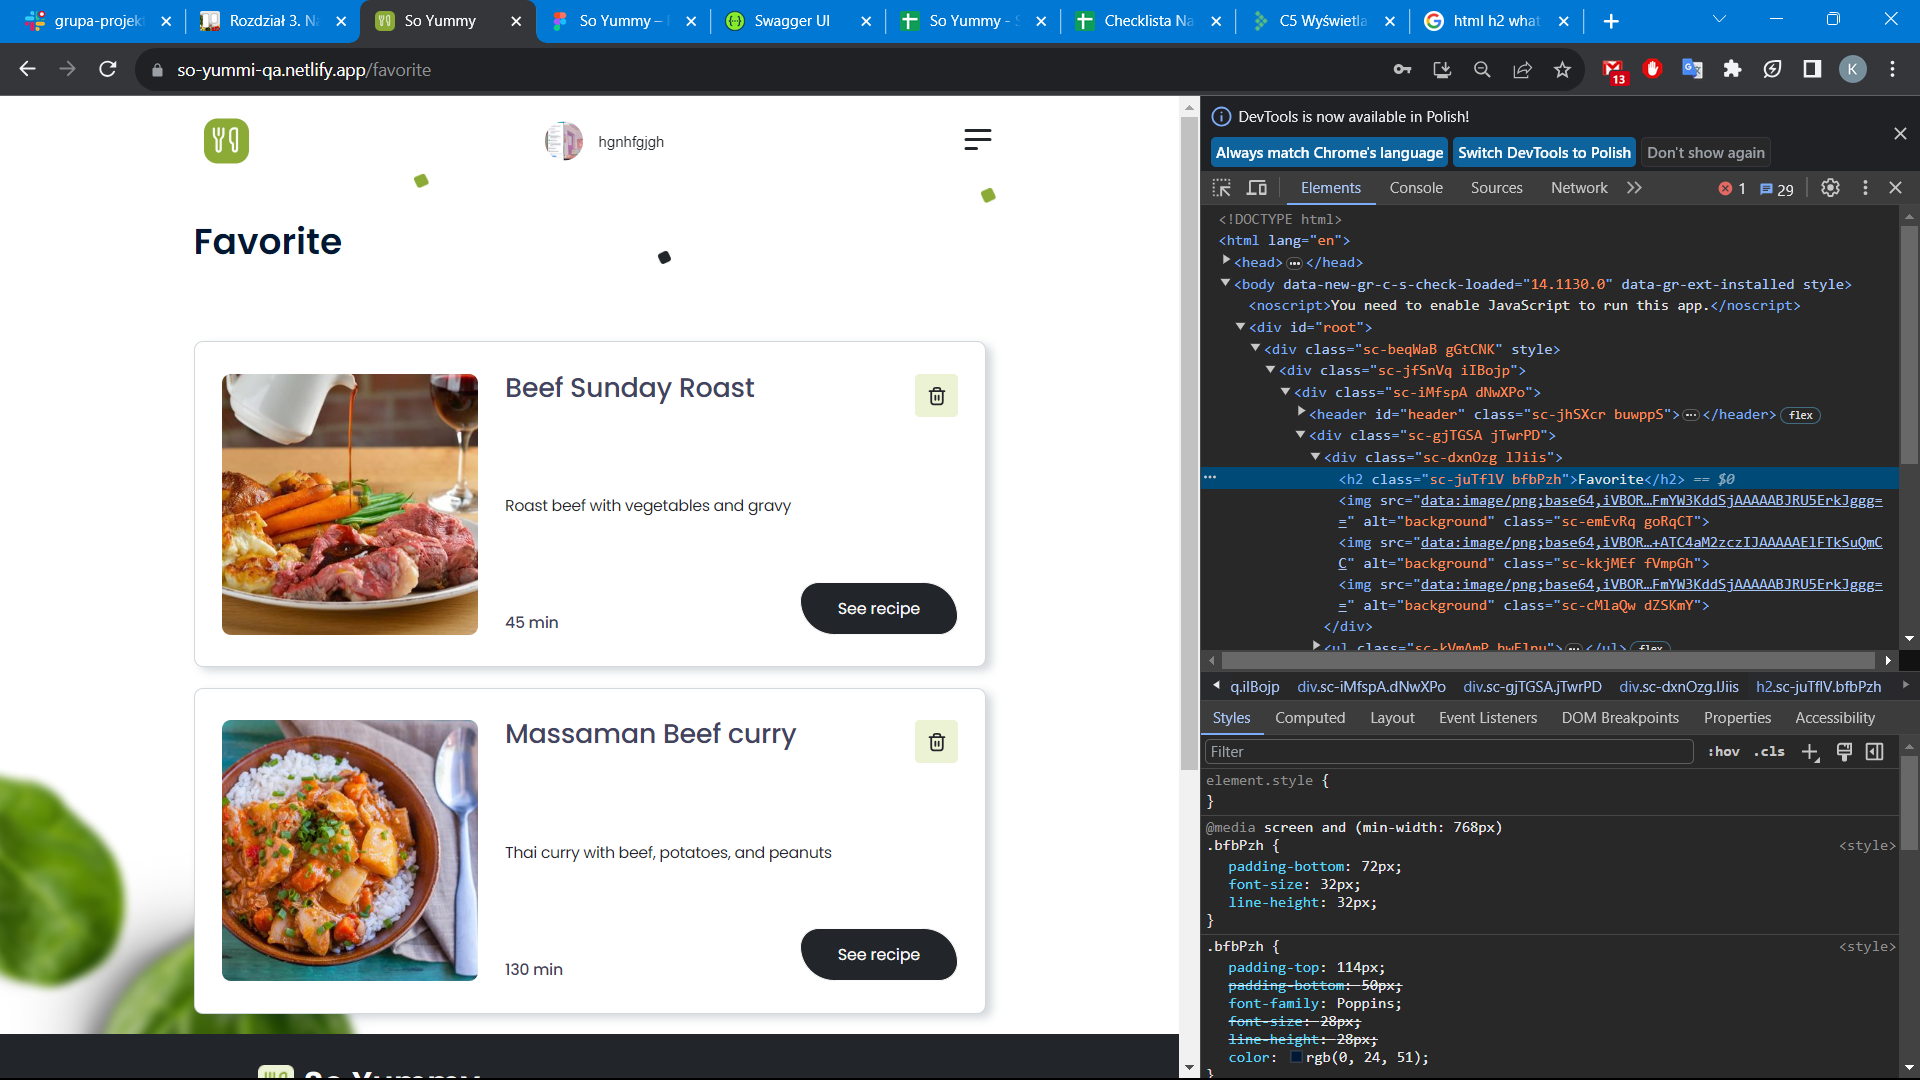 grupa-projek
Rozdział 3. Na
So Yummy
So Yummy –
Swagger UI
So Yummy - S
Checklista Na
C5 Wyświetla
html h2 what
so-yummi-qa.netlify.app/favorite
13
K
hgnhfgjgh
Favorite
Beef Sunday Roast
Roast beef with vegetables and gravy
45 min
See recipe
Massaman Beef curry
Thai curry with beef, potatoes, and peanuts
130 min
See recipe
So Yummy
DevTools is now available in Polish!
Always match Chrome's language
Switch DevTools to Polish
Don't show again
Elements
Console
Sources
Network
1
29
<!DOCTYPE html>
<html lang="en">
<head> … </head>
<body data-new-gr-c-s-check-loaded="14.1130.0" data-gr-ext-installed style>
<noscript>You need to enable JavaScript to run this app.</noscript>
<div id="root">
<div class="sc-beqWaB gGtCNK" style>
<div class="sc-jfSnVq iIBojp">
<div class="sc-iMfspA dNwXPo">
<header id="header" class="sc-jhSXcr buwppS"> … </header> flex
<div class="sc-gjTGSA jTwrPD">
<div class="sc-dxnOzg lJiis">
<h2 class="sc-juTflV bfbPzh">Favorite</h2> == $0
<img src="data:image/png;base64,iVBOR…FmYW3KddSjAAAAABJRU5ErkJggg=
=" alt="background" class="sc-emEvRq goRqCT">
<img src="data:image/png;base64,iVBOR…+ATC4aM2zczIJAAAAAElFTkSuQmC
C" alt="background" class="sc-kkjMEf fVmpGh">
<img src="data:image/png;base64,iVBOR…FmYW3KddSjAAAAABJRU5ErkJggg=
=" alt="background" class="sc-cMlaQw dZSKmY">
</div>
<ul class="sc-kVmAmP hwElnu"> … </ul> flex
q.iIBojp
div.sc-iMfspA.dNwXPo
div.sc-gjTGSA.jTwrPD
div.sc-dxnOzg.lJiis
h2.sc-juTflV.bfbPzh
Styles
Computed
Layout
Event Listeners
DOM Breakpoints
Properties
Accessibility
Filter
:hov
.cls
element.style {
}
@media screen and (min-width: 768px)
.bfbPzh {
<style>
padding-bottom: 72px;
font-size: 32px;
line-height: 32px;
}
.bfbPzh {
<style>
padding-top: 114px;
padding-bottom: 50px;
font-family: Poppins;
font-size: 28px;
line-height: 28px;
color: rgb(0, 24, 51);
}